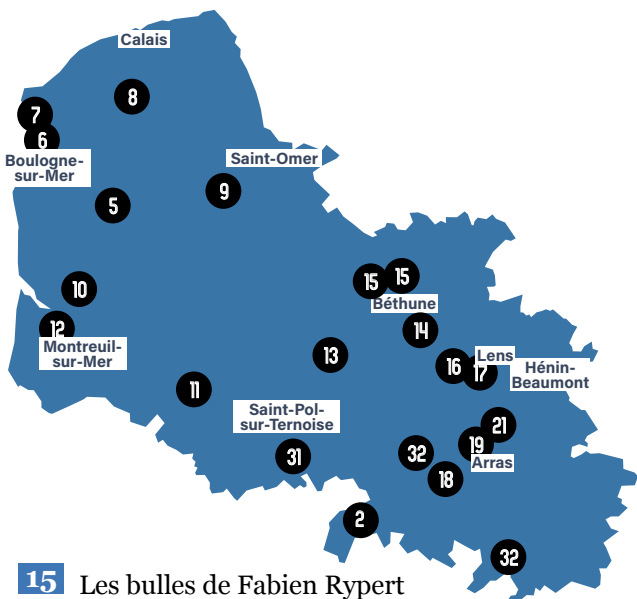 Calais
8
7
6
Boulogne-
sur-Mer
Saint-Omer
9
5
10
15
15
Béthune
12
Montreuil-
sur-Mer
14
13
Lens
16
17
Hénin-
Beaumont
11
Saint-Pol-
sur-Ternoise
21
19
Arras
31
32
18
2
32
15 Les bulles de Fabien Rypert